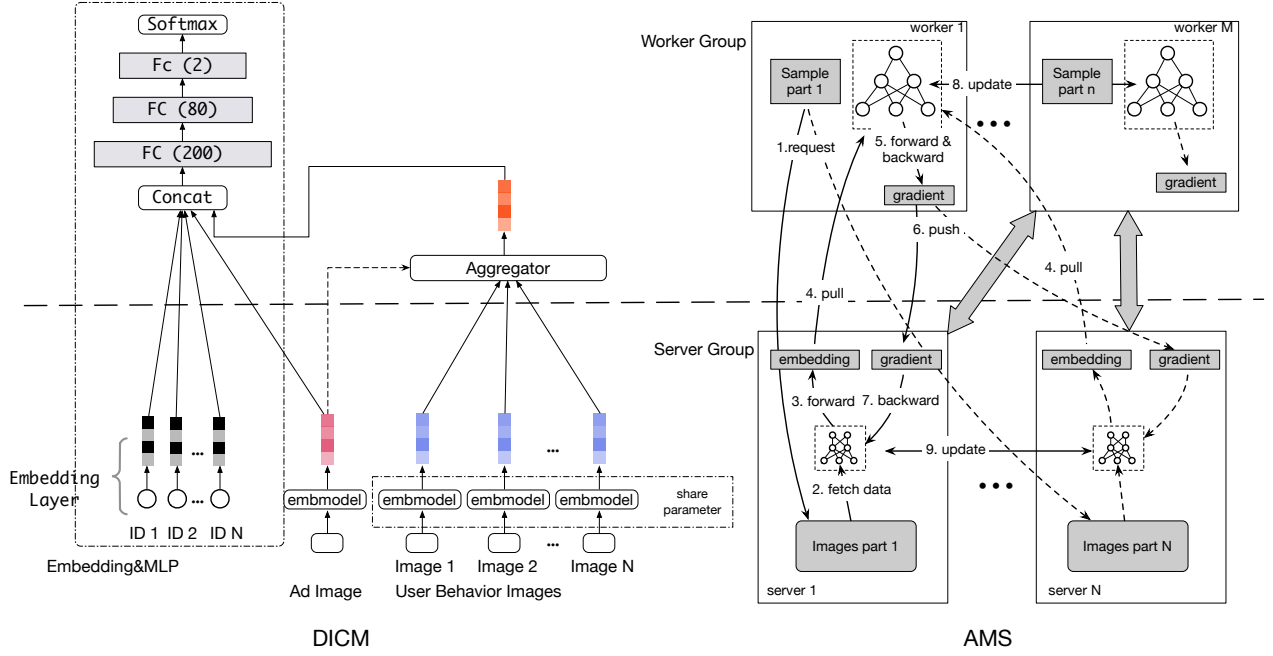 Softmax
Fc (2)
FC (80)
FC (200)
Concat
Aggregator
Embedding
Layer
...
...
ID 1
ID 2
ID N
Embedding&MLP
embmodel
embmodel
embmodel
embmodel
...
share
parameter
...
Image 1
Image 2
Image N
Ad Image
User Behavior Images
DICM
Worker Group
worker 1
Sample
part 1
1.request
5. forward &
backward
gradient
6. push
8. update
worker M
Sample
part n
gradient
4. pull
4. pull
Server Group
embedding
gradient
3. forward
7. backward
2. fetch data
Images part 1
server 1
9. update
embedding
gradient
Images part N
server N
AMS